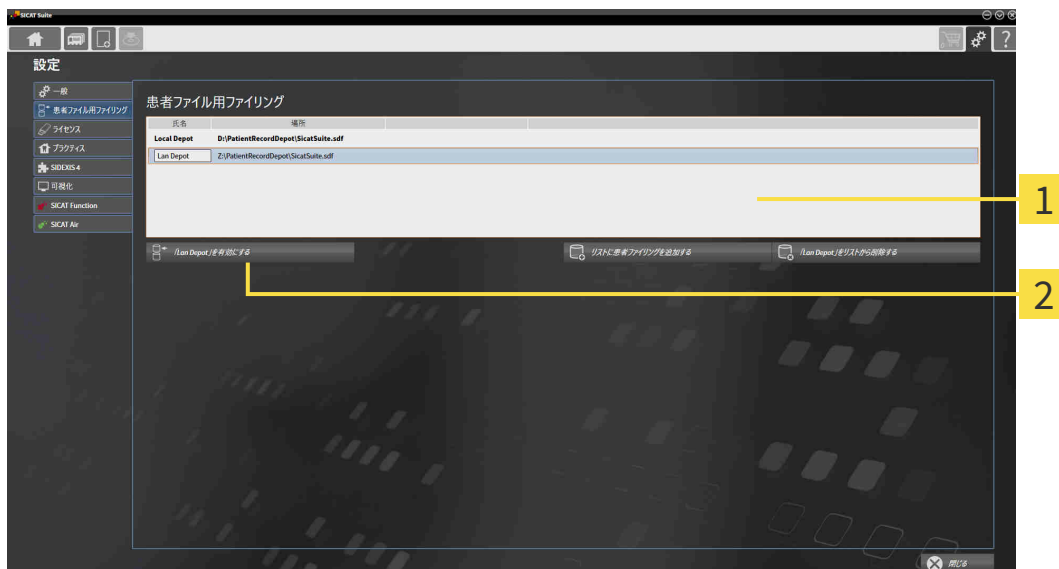 SICAT Suite
?
設定
一般
患者ファイル用ファイリング
ライセンス
プラクティス
SIDEXIS 4
可視化
SICAT Function
SICAT Air
患者ファイル用ファイリング
氏名 場所
Local Depot D:\PatientRecordDepot\SicatSuite.sdf
Lan Depot Z:\PatientRecordDepot\SicatSuite.sdf
「Lan Depot」を有効にする リストに患者ファイリングを追加する 「Lan Depot」をリストから削除する
1
2
閉じる